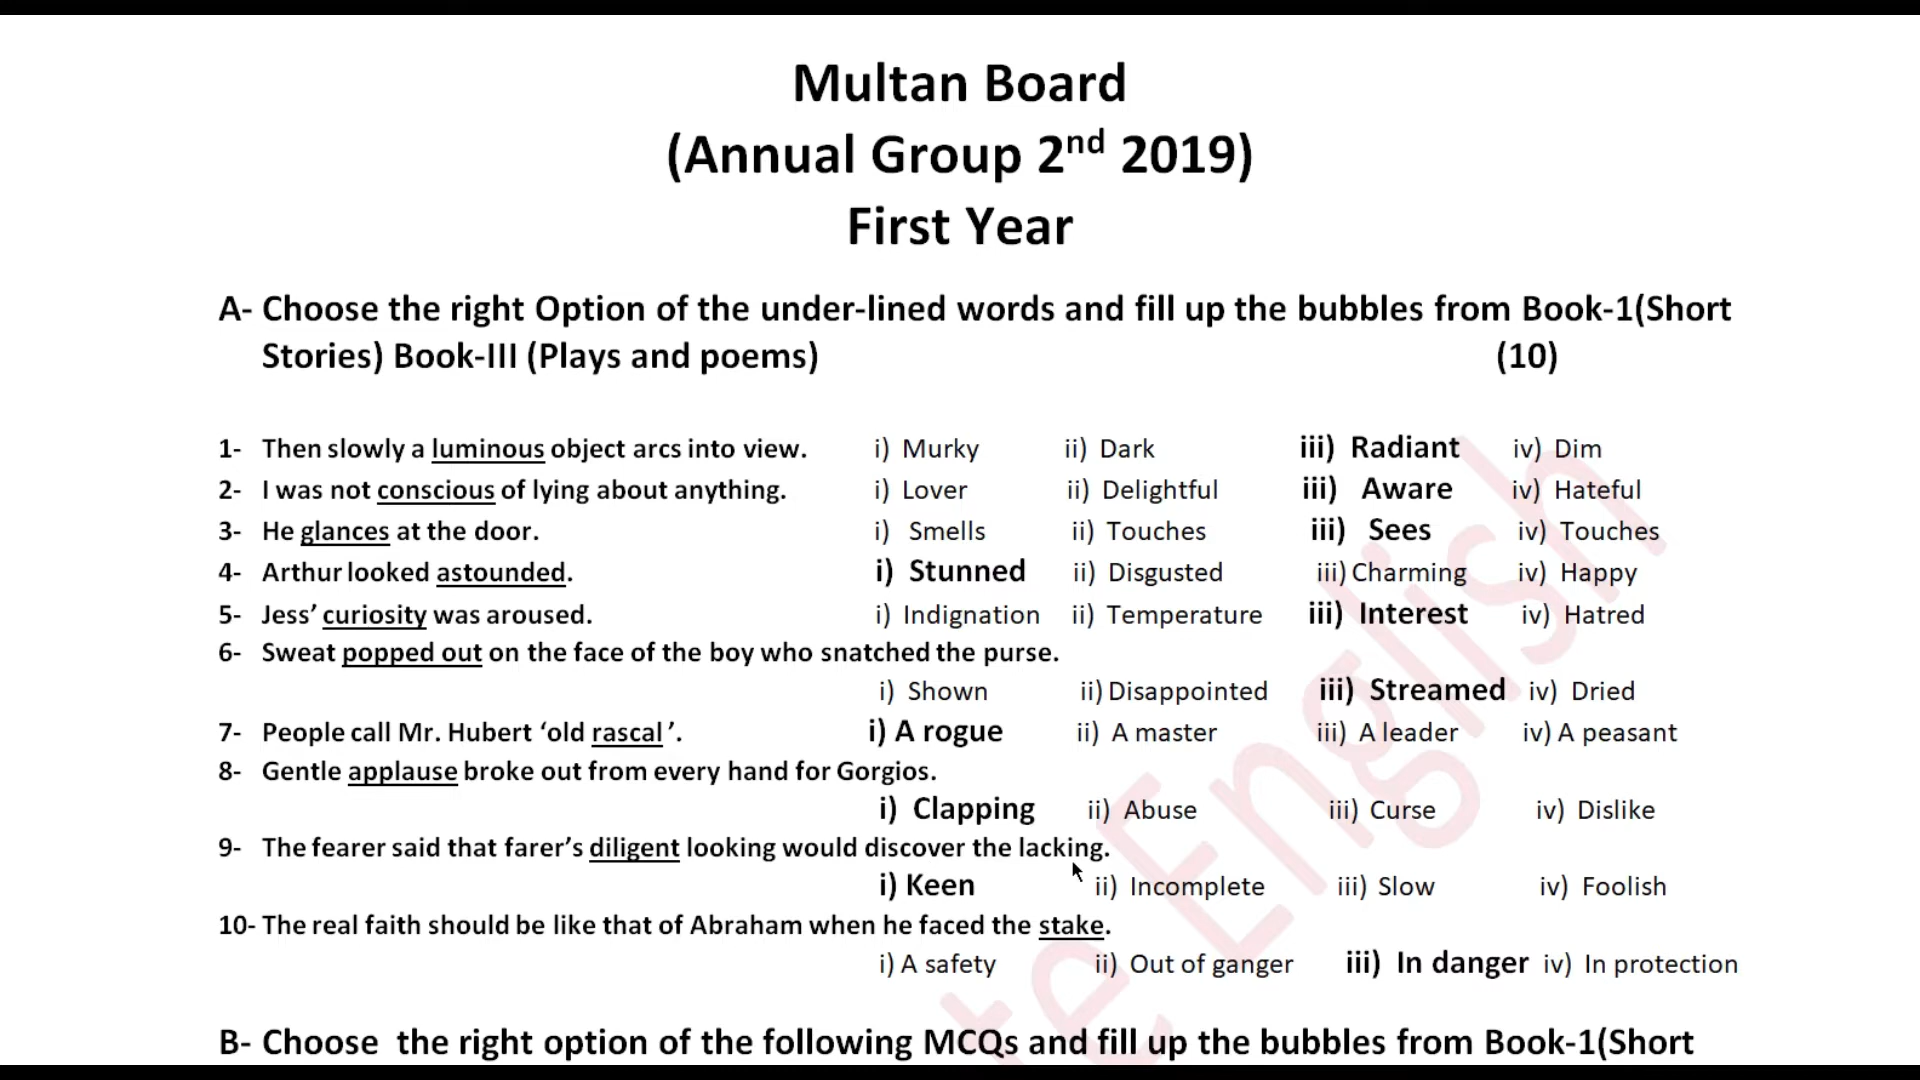 Multan Board
(Annual Group 2nd 2019)
First Year
A- Choose the right Option of the under-lined words and fill up the bubbles from Book-1(Short
Stories) Book-III (Plays and poems) (10)
1- Then slowly a luminous object arcs into view. i) Murky ii) Dark iii) Radiant iv) Dim
2- I was not conscious of lying about anything. i) Lover ii) Delightful iii) Aware iv) Hateful
3- He glances at the door. i) Smells ii) Touches iii) Sees iv) Touches
4- Arthur looked astounded. i) Stunned ii) Disgusted iii) Charming iv) Happy
5- Jess’ curiosity was aroused. i) Indignation ii) Temperature iii) Interest iv) Hatred
6- Sweat popped out on the face of the boy who snatched the purse.
i) Shown ii) Disappointed iii) Streamed iv) Dried
7- People call Mr. Hubert ‘old rascal’. i) A rogue ii) A master iii) A leader iv) A peasant
8- Gentle applause broke out from every hand for Gorgios.
i) Clapping ii) Abuse iii) Curse iv) Dislike
9- The fearer said that farer’s diligent looking would discover the lacking.
i) Keen ii) Incomplete iii) Slow iv) Foolish
10- The real faith should be like that of Abraham when he faced the stake.
i) A safety ii) Out of ganger iii) In danger iv) In protection
B- Choose the right option of the following MCQs and fill up the bubbles from Book-1(Short
te English